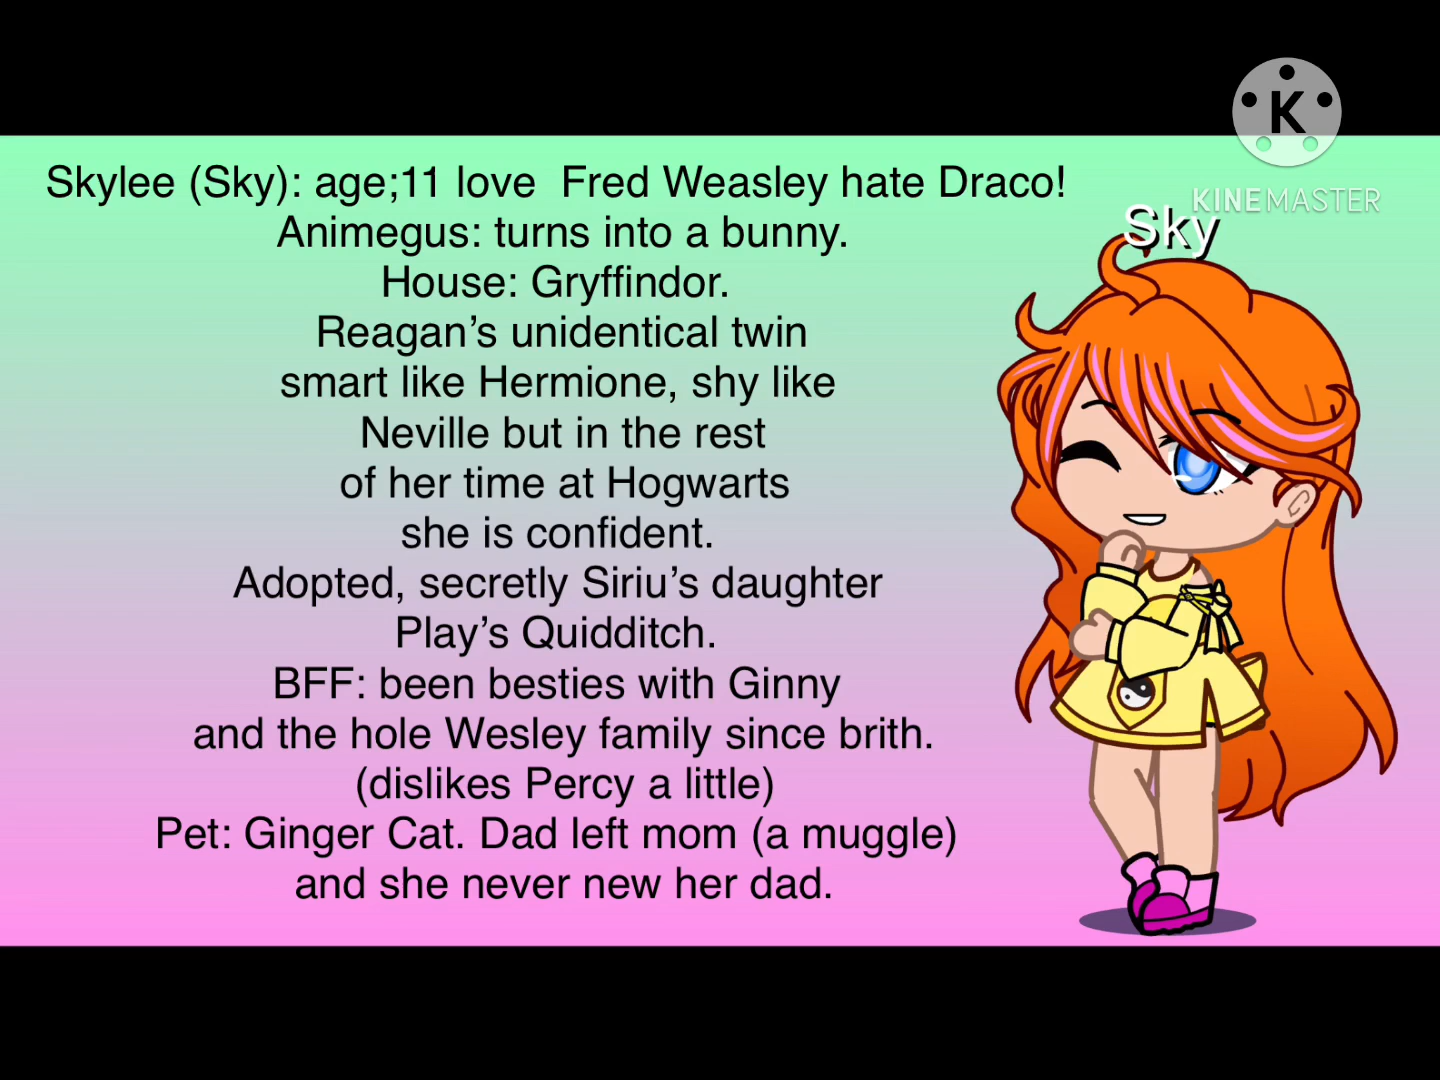 K
KINEMASTER
Sky
Skylee (Sky): age;11 love  Fred Weasley hate Draco!
Animegus: turns into a bunny.
House: Gryffindor.
Reagan’s unidentical twin
smart like Hermione, shy like
Neville but in the rest
of her time at Hogwarts
she is confident.
Adopted, secretly Siriu’s daughter
Play’s Quidditch.
BFF: been besties with Ginny
and the hole Wesley family since brith.
(dislikes Percy a little)
Pet: Ginger Cat. Dad left mom (a muggle)
and she never new her dad.